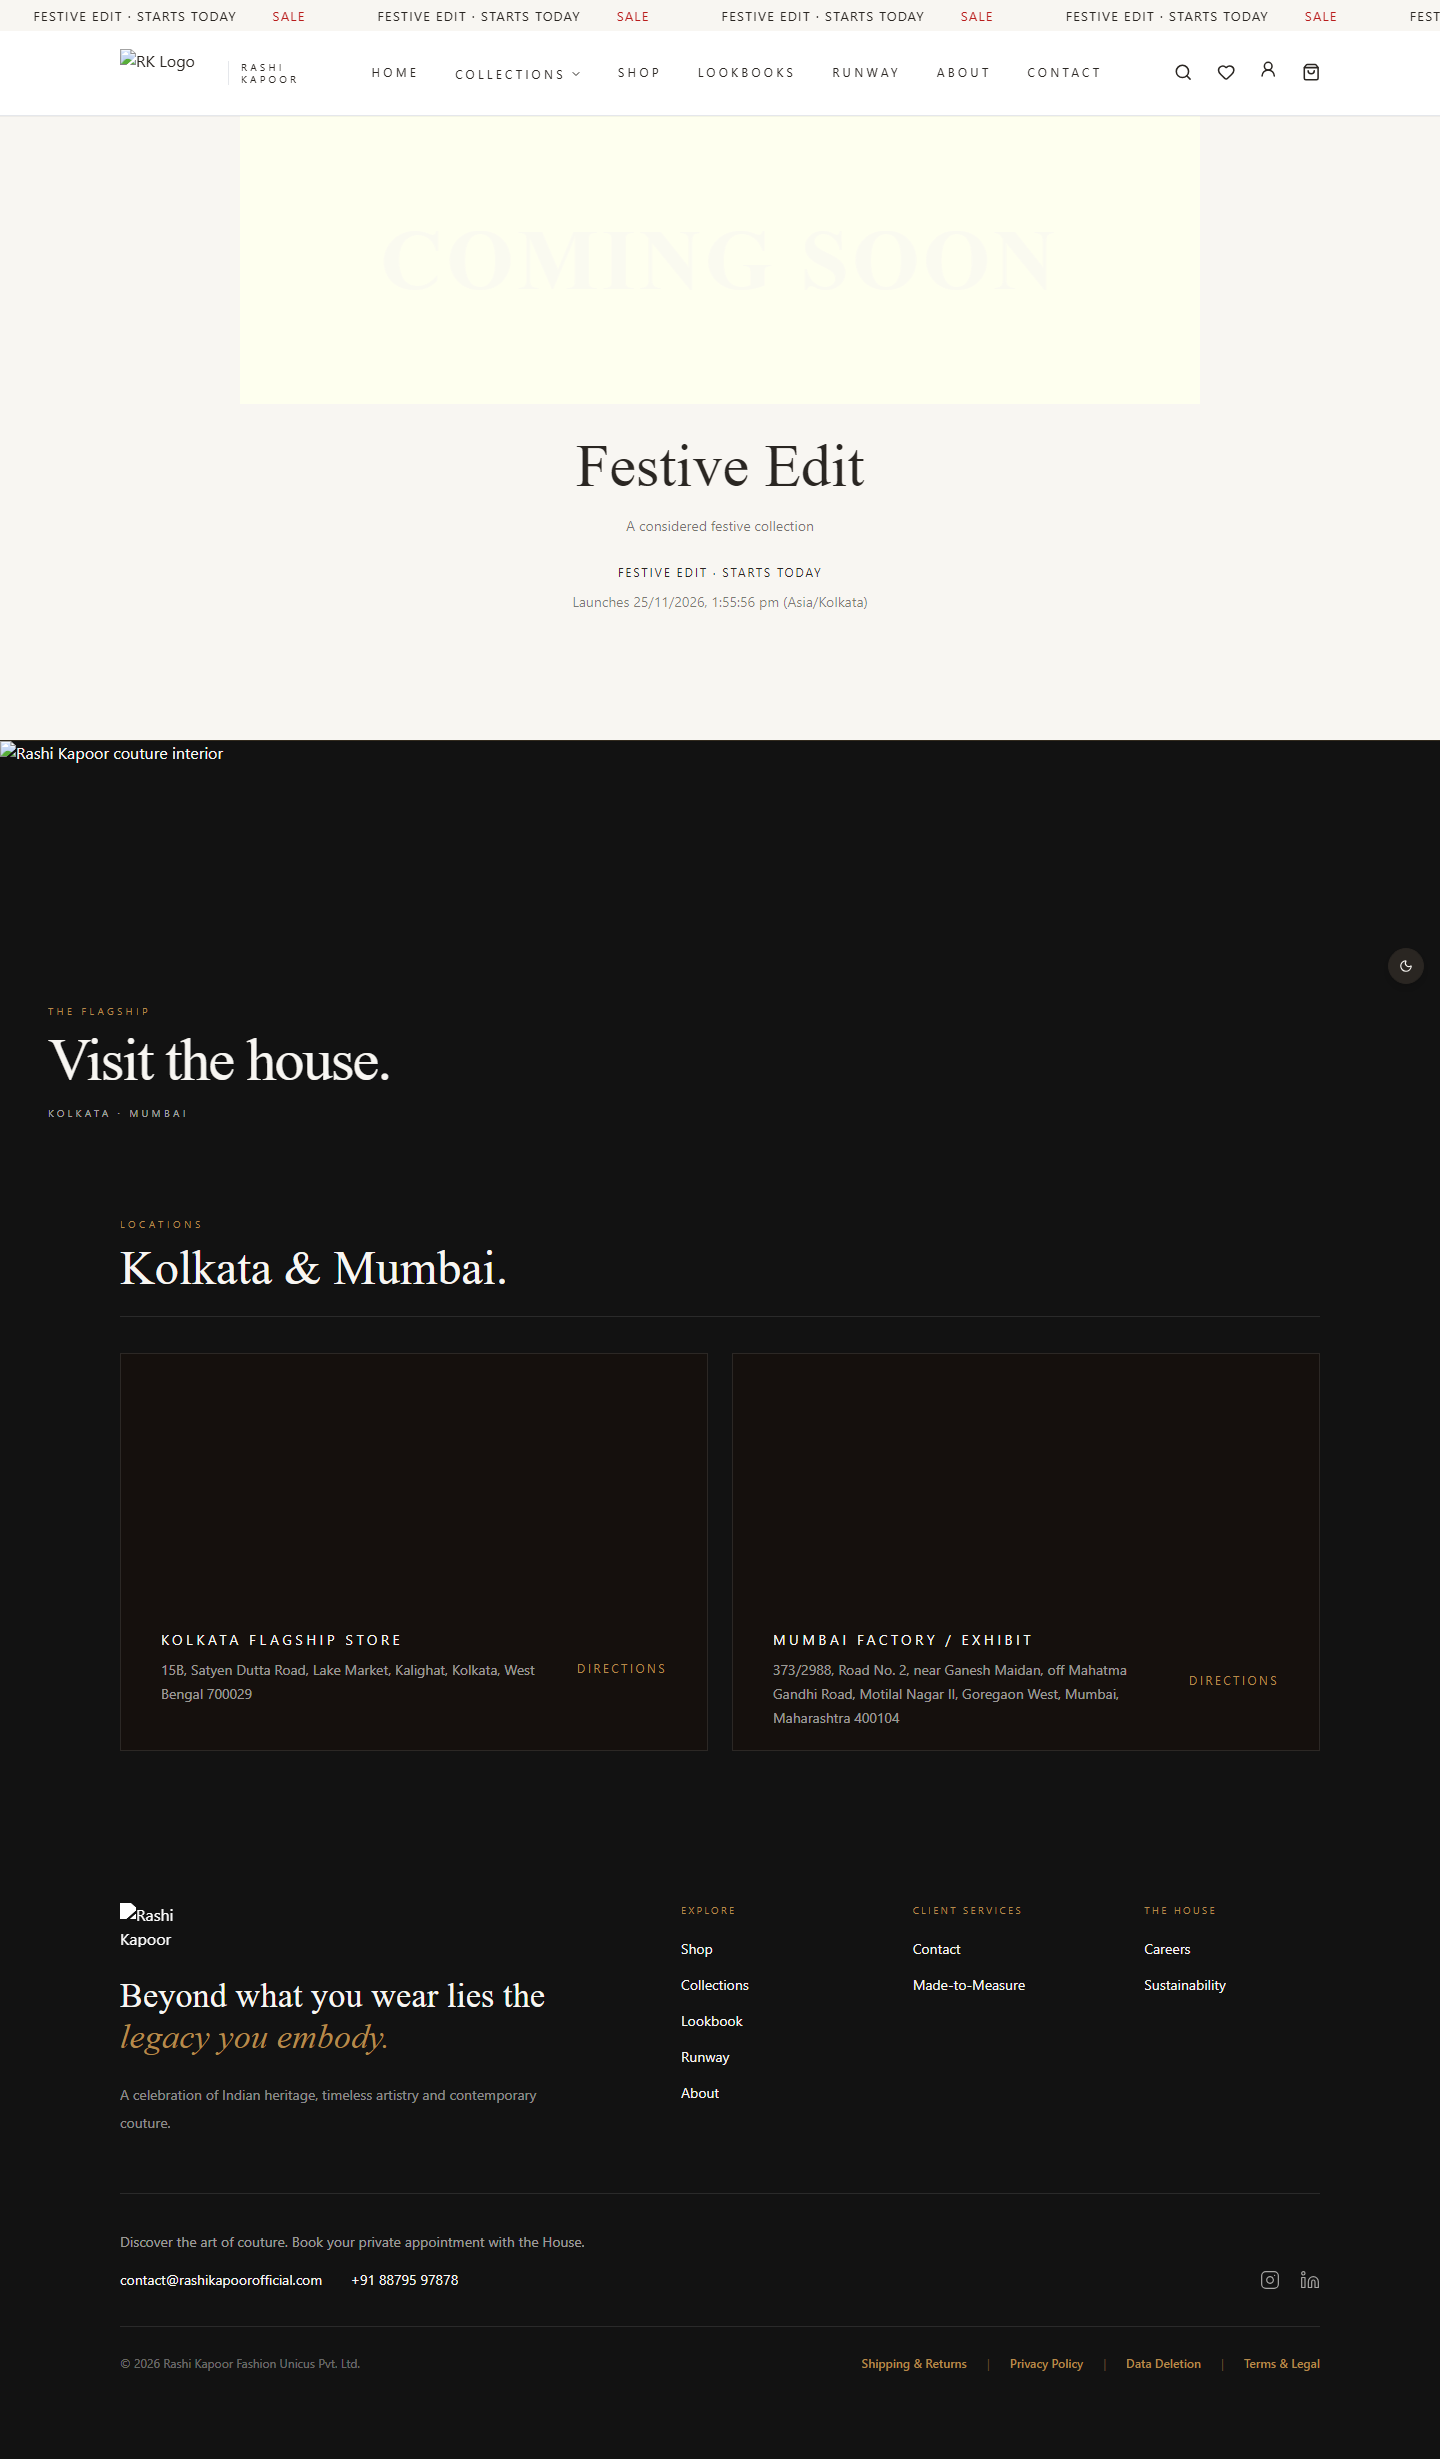 FESTIVE EDIT · STARTS TODAY SALE FESTIVE EDIT · STARTS TODAY SALE FESTIVE EDIT · STARTS TODAY SALE FESTIVE EDIT · STARTS TODAY SALE FEST
RK Logo
RASHI
KAPOOR
HOME COLLECTIONS SHOP LOOKBOOKS RUNWAY ABOUT CONTACT
COMING SOON
Festive Edit
A considered festive collection
FESTIVE EDIT · STARTS TODAY
Launches 25/11/2026, 1:55:56 pm (Asia/Kolkata)
Rashi Kapoor couture interior
THE FLAGSHIP
Visit the house.
KOLKATA · MUMBAI
LOCATIONS
Kolkata & Mumbai.
KOLKATA FLAGSHIP STORE
15B, Satyen Dutta Road, Lake Market, Kalighat, Kolkata, West
Bengal 700029
DIRECTIONS
MUMBAI FACTORY / EXHIBIT
373/2988, Road No. 2, near Ganesh Maidan, off Mahatma
Gandhi Road, Motilal Nagar II, Goregaon West, Mumbai,
Maharashtra 400104
DIRECTIONS
Rashi
Kapoor
Beyond what you wear lies the
legacy you embody.
A celebration of Indian heritage, timeless artistry and contemporary
couture.
EXPLORE
Shop
Collections
Lookbook
Runway
About
CLIENT SERVICES
Contact
Made-to-Measure
THE HOUSE
Careers
Sustainability
Discover the art of couture. Book your private appointment with the House.
contact@rashikapoorofficial.com +91 88795 97878
© 2026 Rashi Kapoor Fashion Unicus Pvt. Ltd.
Shipping & Returns | Privacy Policy | Data Deletion | Terms & Legal